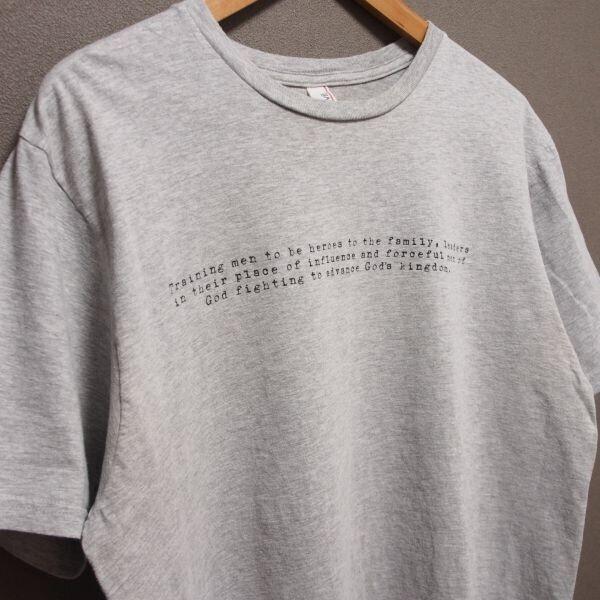 Training men to be heroes to the family, leaders
in their place of influence and forceful men of
God fighting to advance God's kingdom.